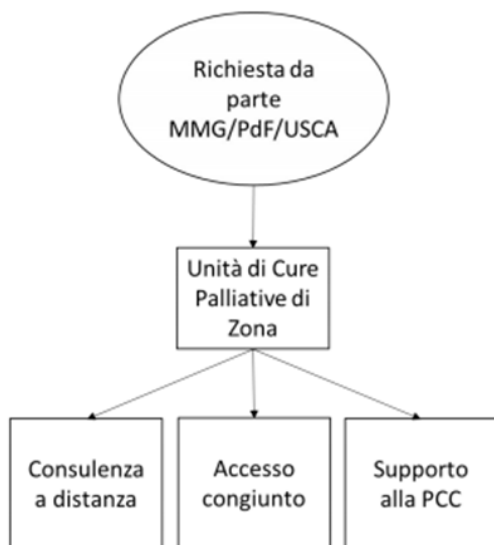 Richiesta da
parte
MMG/PdF/USCA
Unità di Cure
Palliative di
Zona
Consulenza
a distanza
Accesso
congiunto
Supporto
alla PCC